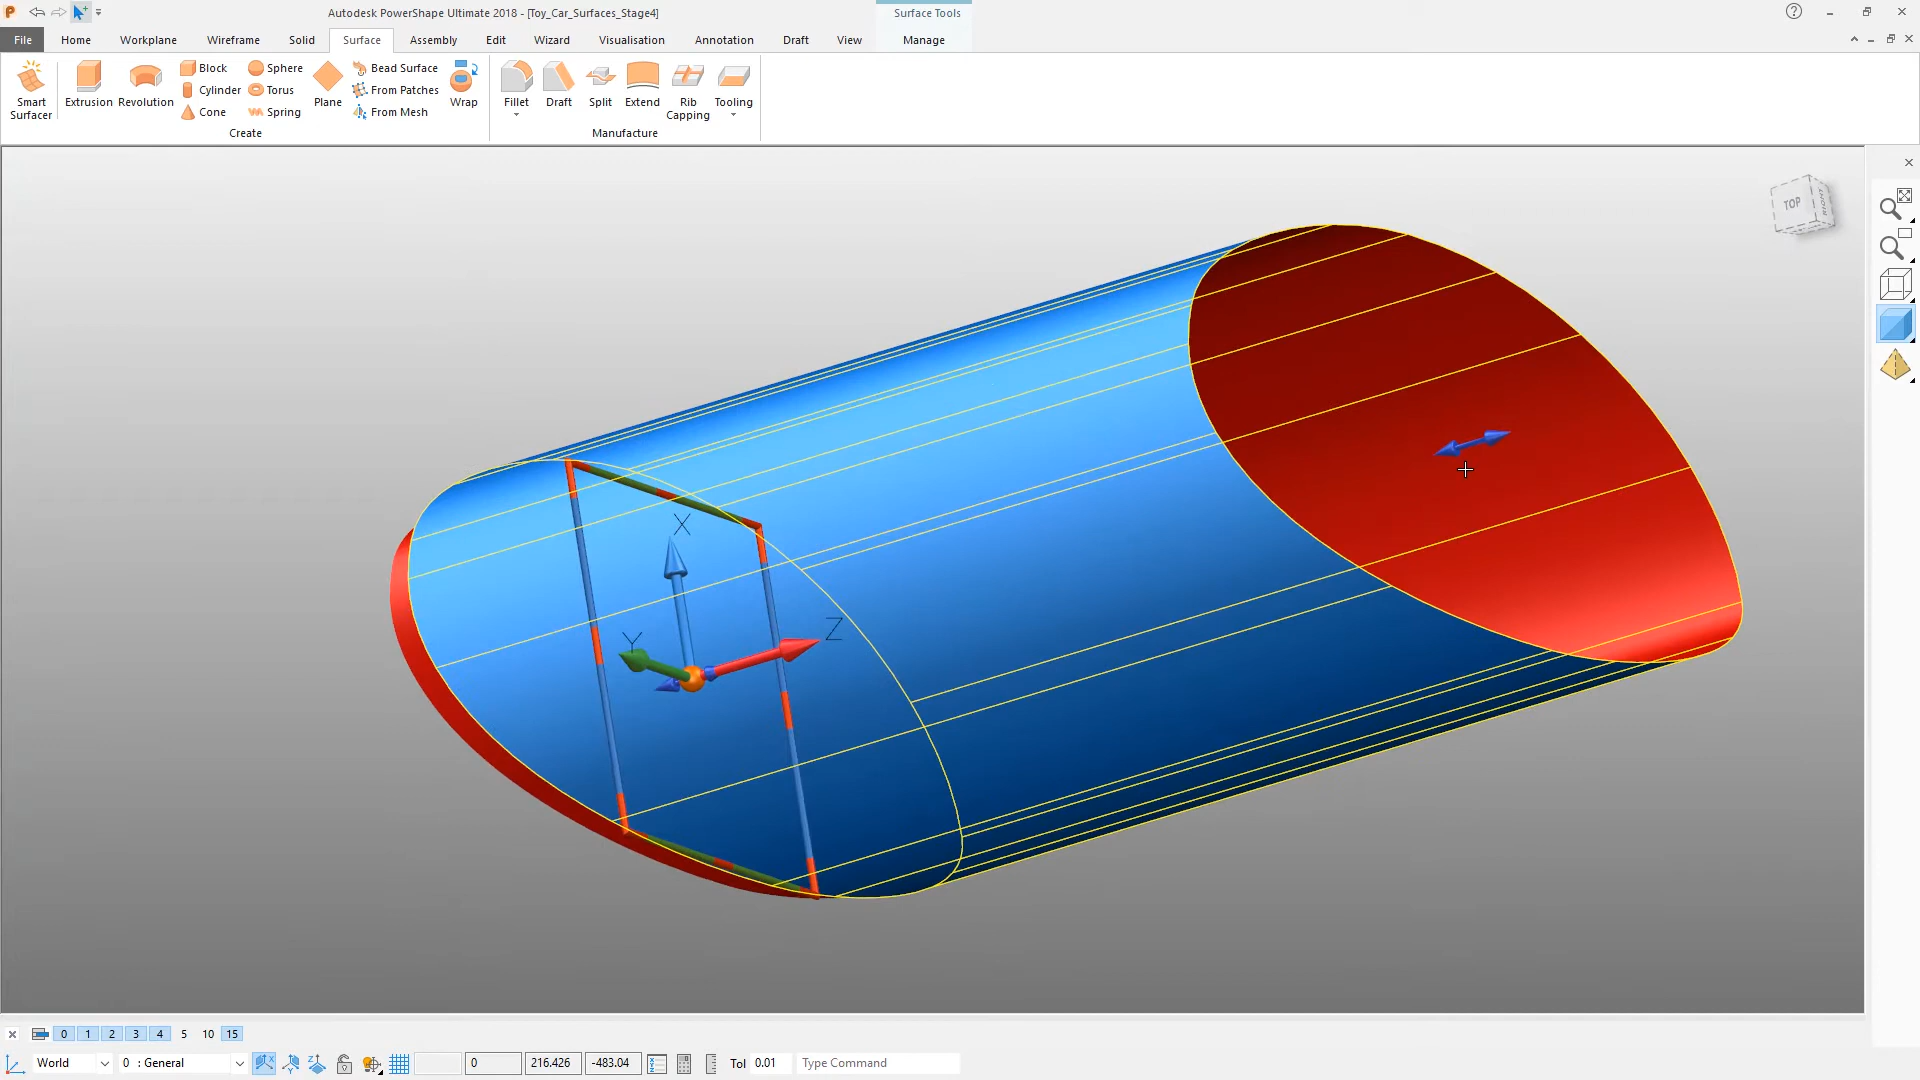 Autodesk PowerShape Ultimate 2018 - [Toy_Car_Surfaces_Stage4]
Surface Tools
File Home Workplane Wireframe Solid Surface Assembly Edit Wizard Visualisation Annotation Draft View Manage
Smart Surfacer
Extrusion
Revolution
Block
Cylinder
Cone
Sphere
Torus
Spring
Plane
Bead Surface
From Patches
From Mesh
Wrap
Create
Fillet
Draft
Split
Extend
Rib Capping
Tooling
Manufacture
TOP
RIGHT
X
Y
Z
0 1 2 3 4 5 10 15
World 0 : General 0 216.426 -483.04 Tol 0.01 Type Command